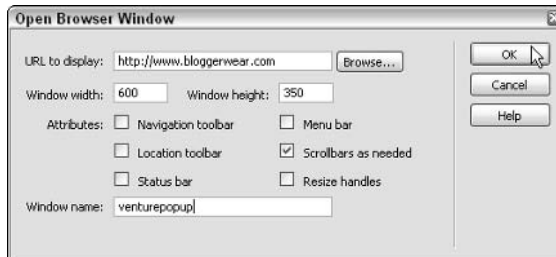 Open Browser Window
URL to display: http://www.bloggerwear.com Browse... OK
Window width: 600 Window height: 350 Cancel
Attributes: Navigation toolbar Menu bar Help
Location toolbar Scrollbars as needed
Status bar Resize handles
Window name: venturepopup